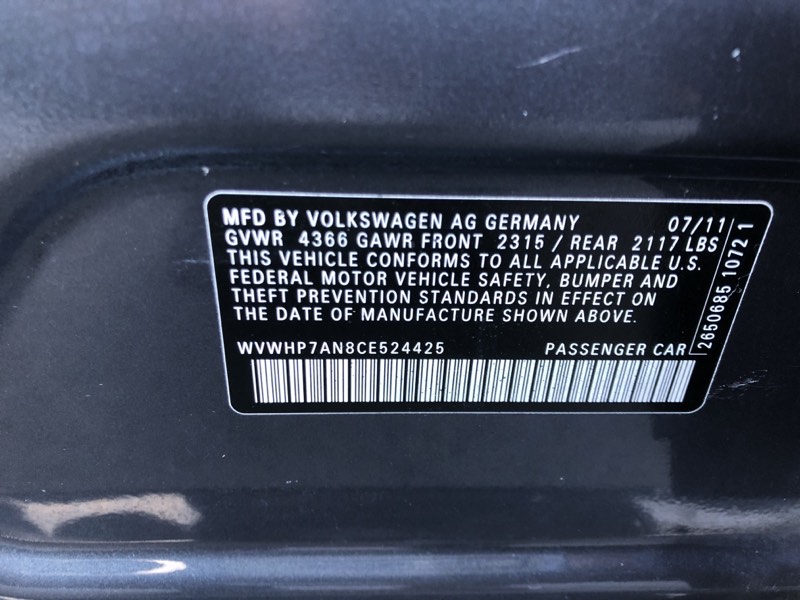 MFD BY VOLKSWAGEN AG GERMANY 07/11
GVWR 4366 GAWR FRONT 2315 / REAR 2117 LBS
THIS VEHICLE CONFORMS TO ALL APPLICABLE U.S.
FEDERAL MOTOR VEHICLE SAFETY, BUMPER AND
THEFT PREVENTION STANDARDS IN EFFECT ON
THE DATE OF MANUFACTURE SHOWN ABOVE.
WVWHP7AN8CE524425 PASSENGER CAR
2650685 1072 1